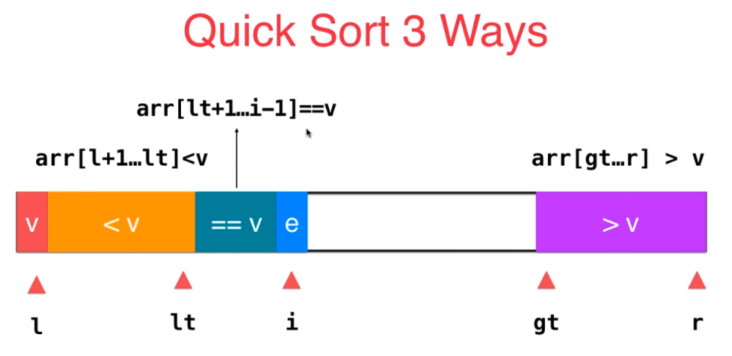 Quick Sort 3 Ways
arr[lt+1…i-1]==v
arr[l+1…lt]<v
arr[gt…r] > v
v
< v
== v
e
> v
l
lt
i
gt
r